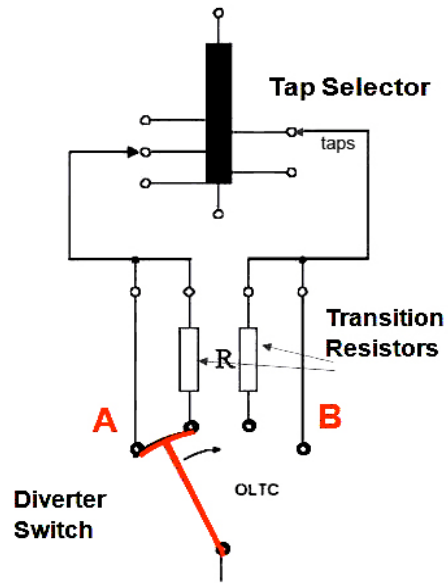 Tap Selector
taps
Transition
Resistors
R
A
B
Diverter
Switch
OLTC